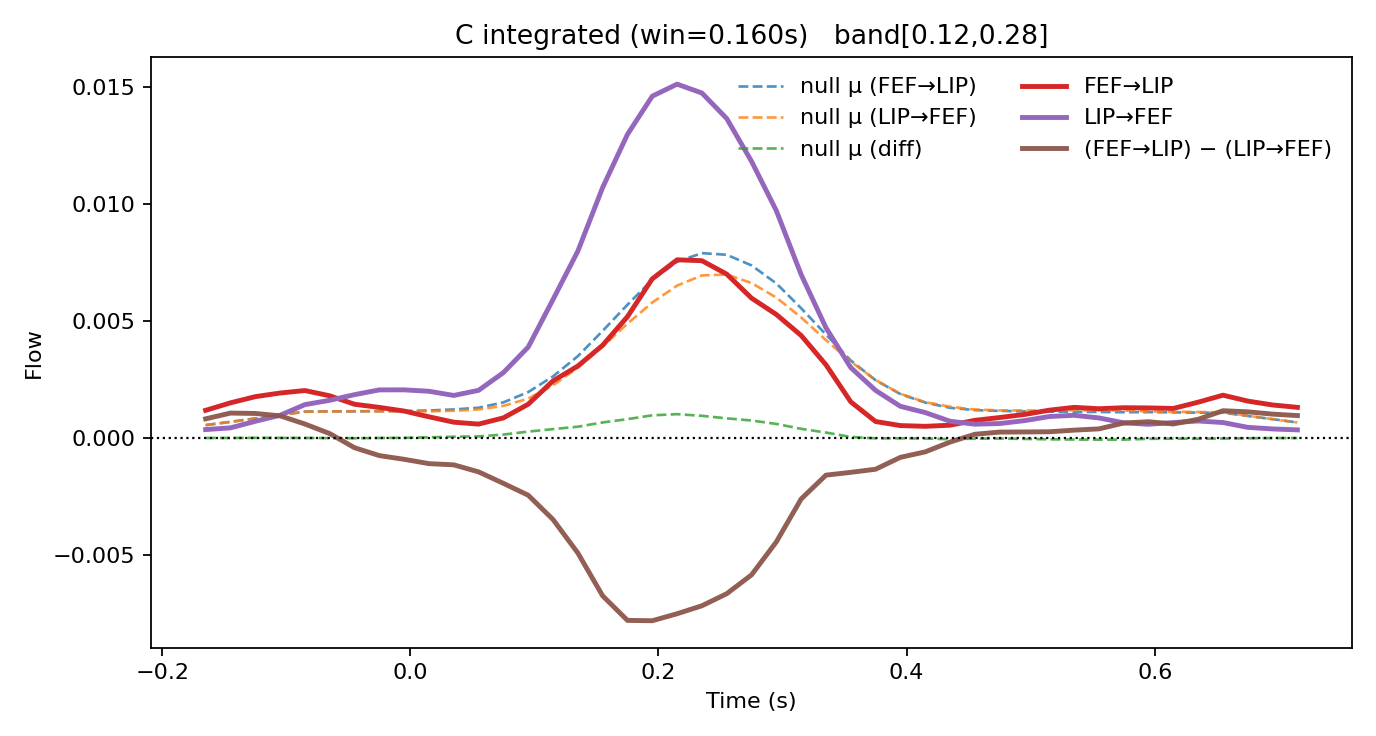 C integrated (win=0.160s)   band[0.12,0.28]
null μ (FEF→LIP)
null μ (LIP→FEF)
null μ (diff)
FEF→LIP
LIP→FEF
(FEF→LIP) − (LIP→FEF)
Flow
0.015
0.010
0.005
0.000
−0.005
−0.2
0.0
0.2
0.4
0.6
Time (s)